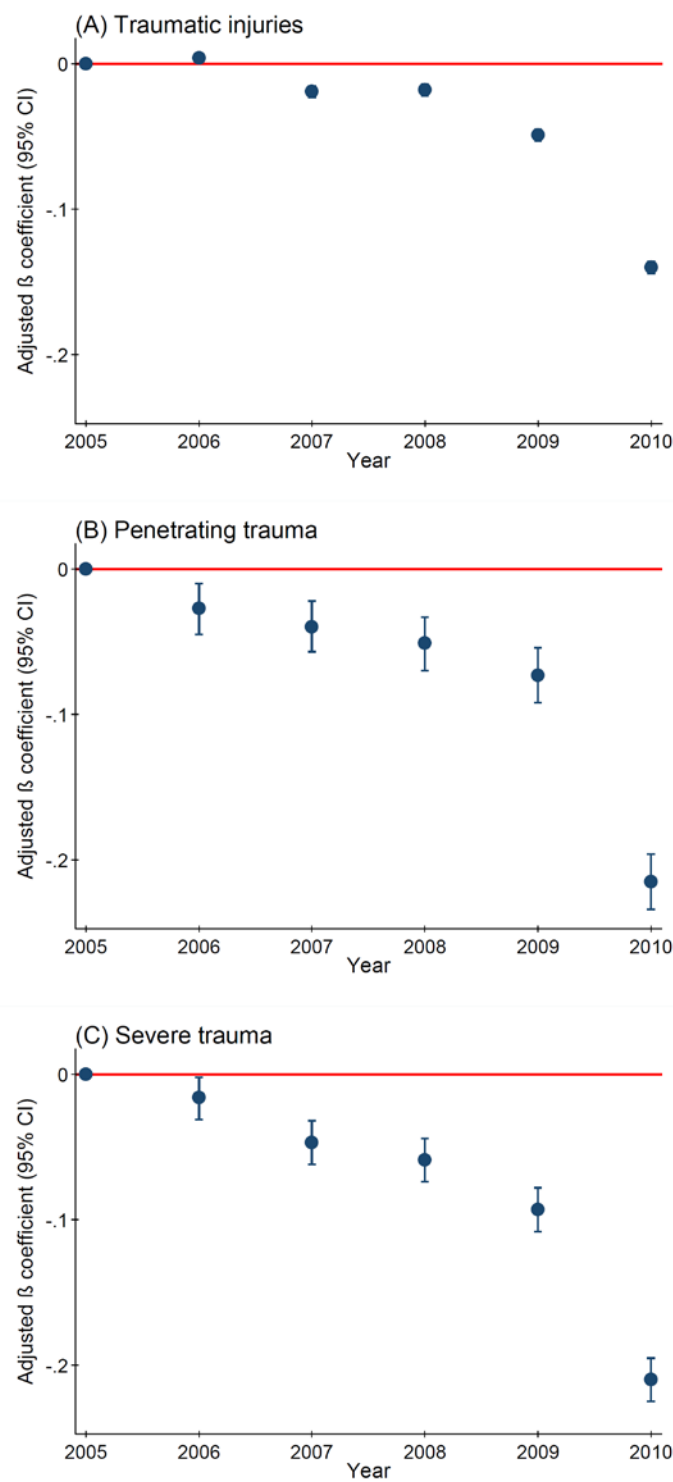 (A) Traumatic injuries
Adjusted ß coefficient (95% CI)
0
-.1
-.2
2005 2006 2007 2008 2009 2010
Year
(B) Penetrating trauma
Adjusted ß coefficient (95% CI)
0
-.1
-.2
2005 2006 2007 2008 2009 2010
Year
(C) Severe trauma
Adjusted ß coefficient (95% CI)
0
-.1
-.2
2005 2006 2007 2008 2009 2010
Year